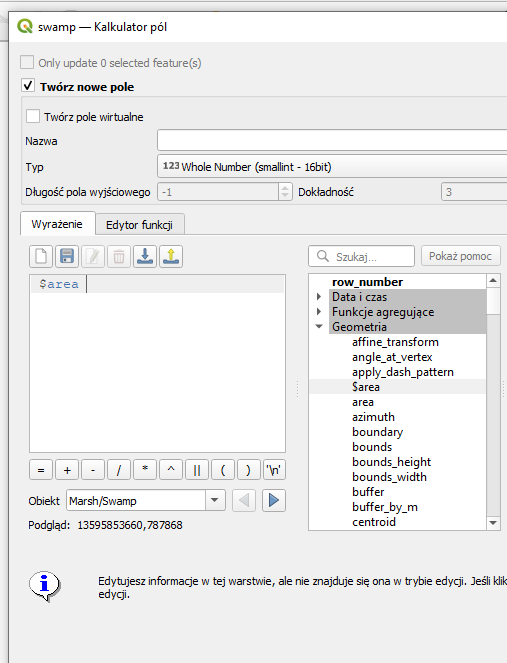 swamp — Kalkulator pól
Only update 0 selected feature(s)
Twórz nowe pole
Twórz pole wirtualne
Nazwa
Typ
123 Whole Number (smallint - 16bit)
Długość pola wyjściowego
-1
Dokładność
3
Wyrażenie
Edytor funkcji
Szukaj...
Pokaż pomoc
$area
row_number
Data i czas
Funkcje agregujące
Geometria
affine_transform
angle_at_vertex
apply_dash_pattern
$area
area
azimuth
boundary
bounds
bounds_height
bounds_width
buffer
buffer_by_m
centroid
= + - / * ^ || ( ) '\n'
Obiekt
Marsh/Swamp
Podgląd: 13595853660,787868
Edytujesz informacje w tej warstwie, ale nie znajduje się ona w trybie edycji. Jeśli klik
edycji.